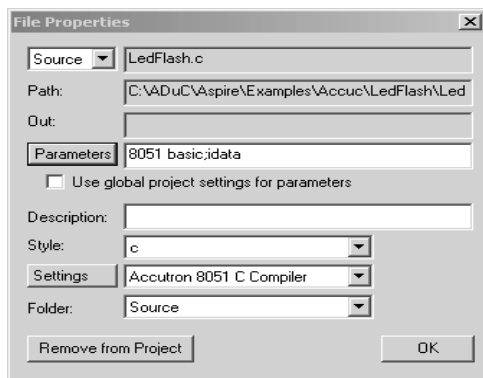 File Properties
Source LedFlash.c
Path: C:\ADuC\Aspire\Examples\Accuc\LedFlash\Led
Out:
Parameters 8051 basic;idata
Use global project settings for parameters
Description:
Style: c
Settings Accutron 8051 C Compiler
Folder: Source
Remove from Project OK